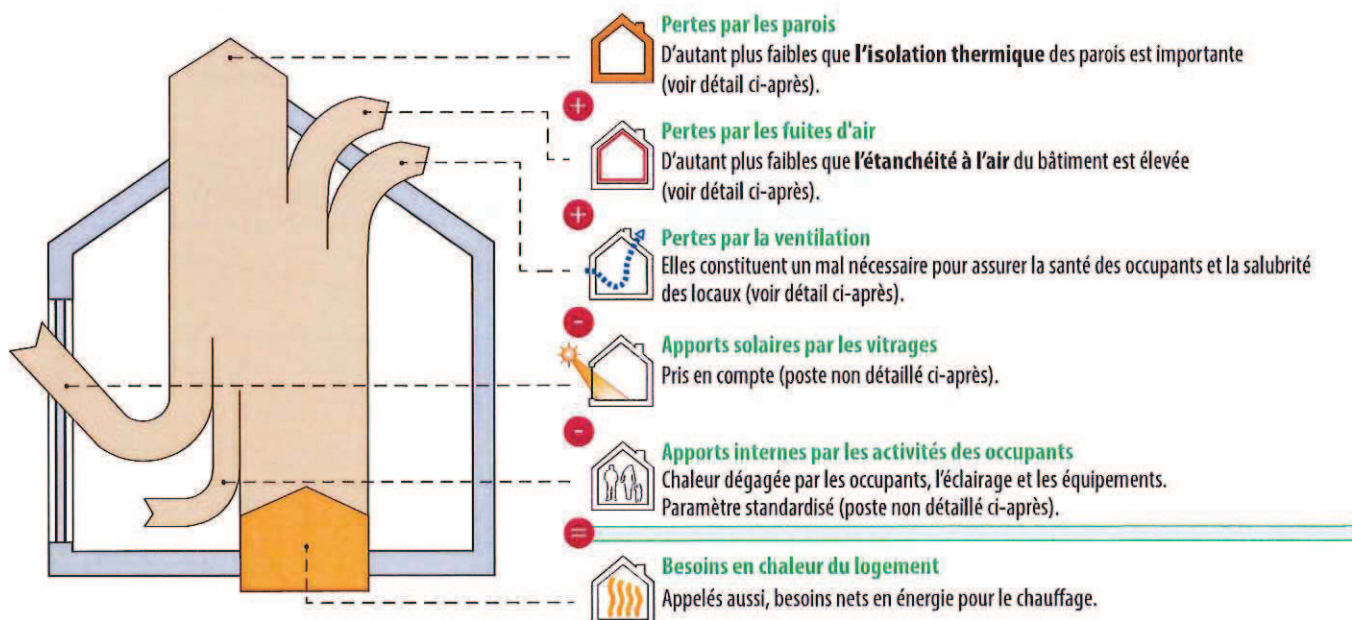 Pertes par les parois
D'autant plus faibles que l'isolation thermique des parois est importante
(voir détail ci-après).
+
Pertes par les fuites d'air
D'autant plus faibles que l'étanchéité à l'air du bâtiment est élevée
(voir détail ci-après).
+
Pertes par la ventilation
Elles constituent un mal nécessaire pour assurer la santé des occupants et la salubrité
des locaux (voir détail ci-après).
-
Apports solaires par les vitrages
Pris en compte (poste non détaillé ci-après).
-
Apports internes par les activités des occupants
Chaleur dégagée par les occupants, l'éclairage et les équipements.
Paramètre standardisé (poste non détaillé ci-après).
=
Besoins en chaleur du logement
Appelés aussi, besoins nets en énergie pour le chauffage.